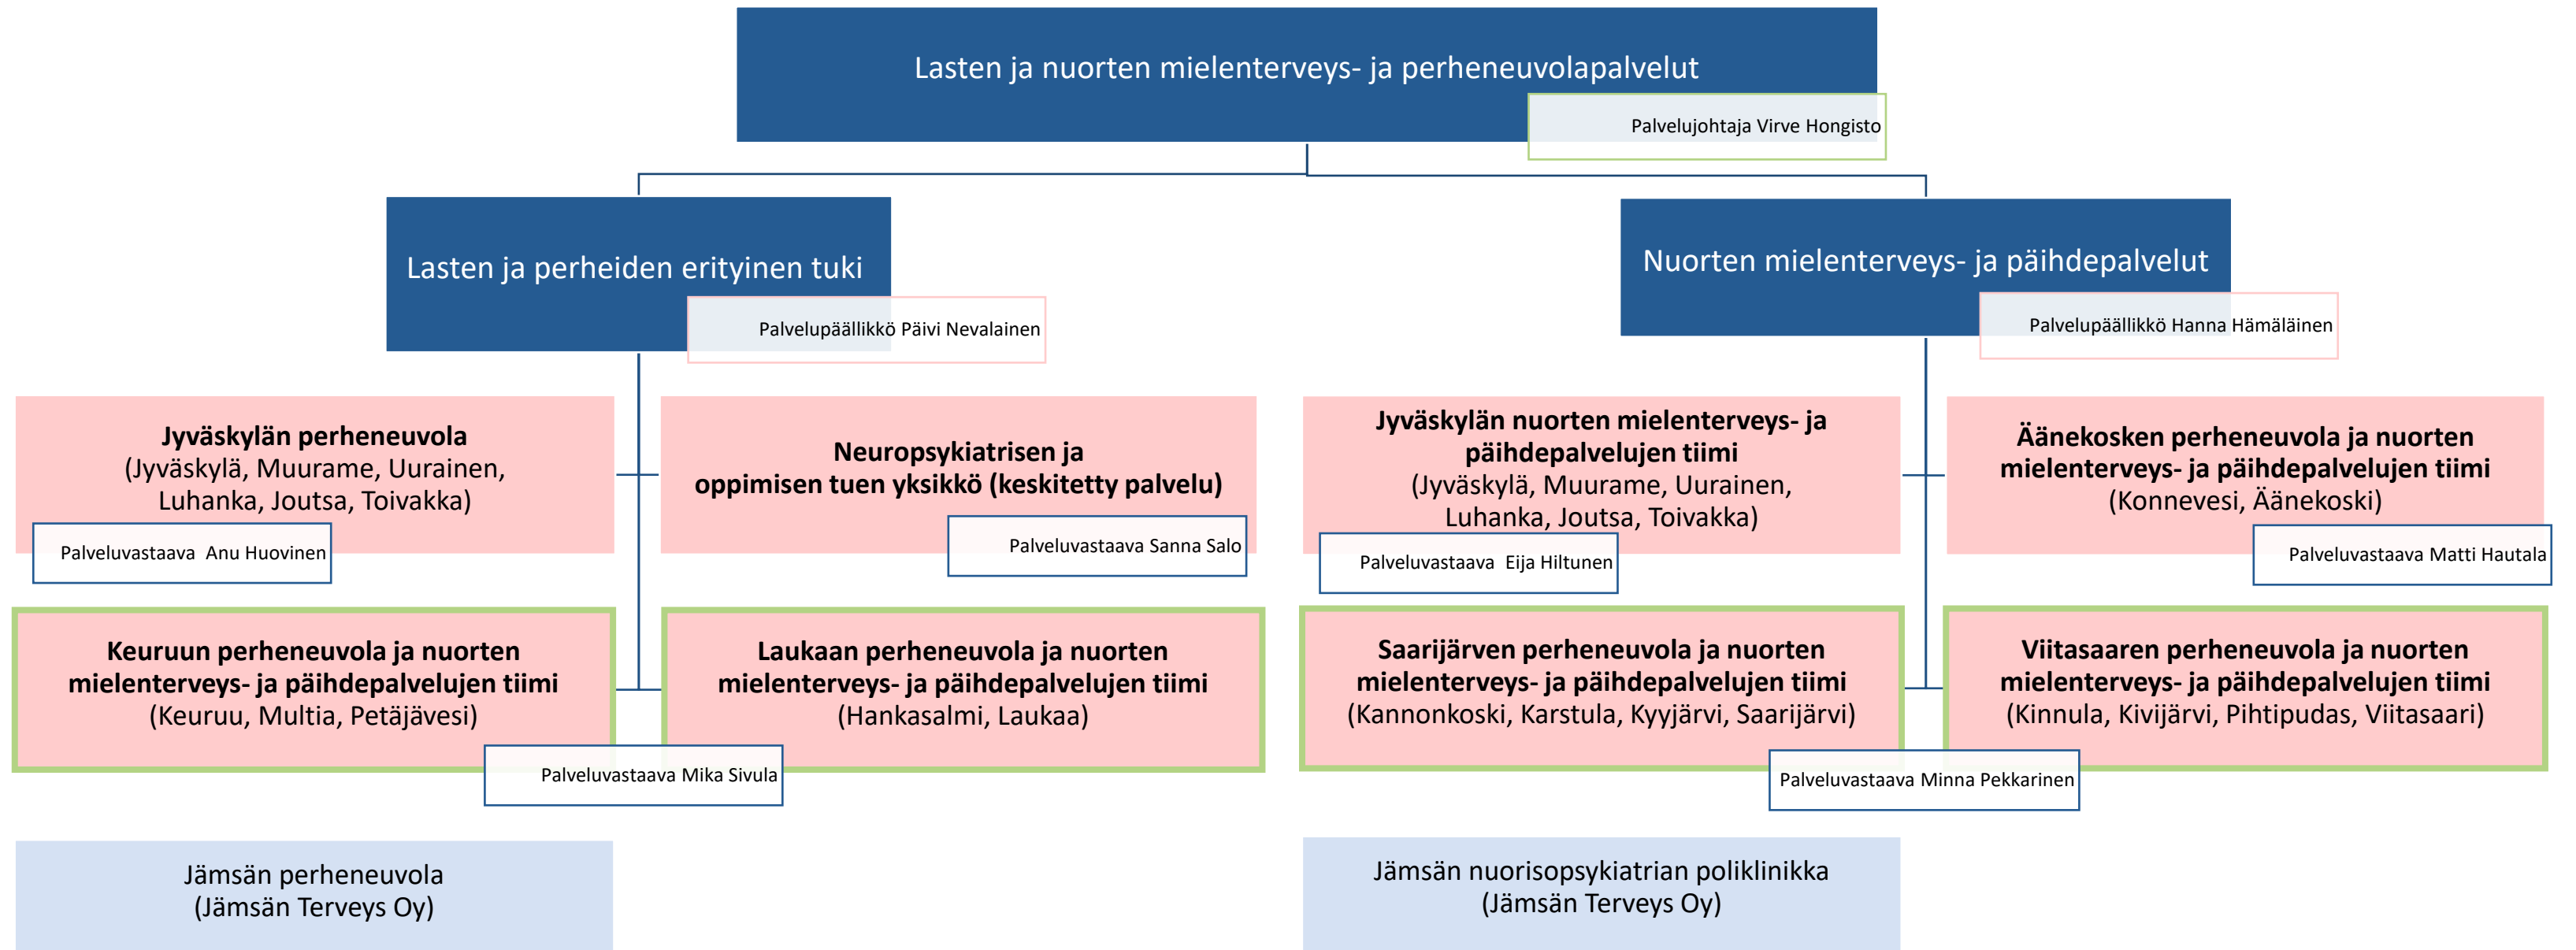 Lasten ja nuorten mielenterveys- ja perheneuvolapalvelut
Palvelujohtaja Virve Hongisto
Lasten ja perheiden erityinen tuki
Palvelupäällikkö Päivi Nevalainen
Nuorten mielenterveys- ja päihdepalvelut
Palvelupäällikkö Hanna Hämäläinen
Jyväskylän perheneuvola
(Jyväskylä, Muurame, Uurainen,
Luhanka, Joutsa, Toivakka)
Palveluvastaava  Anu Huovinen
Neuropsykiatrisen ja
oppimisen tuen yksikkö (keskitetty palvelu)
Palveluvastaava Sanna Salo
Jyväskylän nuorten mielenterveys- ja
päihdepalvelujen tiimi
(Jyväskylä, Muurame, Uurainen,
Luhanka, Joutsa, Toivakka)
Palveluvastaava  Eija Hiltunen
Äänekosken perheneuvola ja nuorten
mielenterveys- ja päihdepalvelujen tiimi
(Konnevesi, Äänekoski)
Palveluvastaava Matti Hautala
Keuruun perheneuvola ja nuorten
mielenterveys- ja päihdepalvelujen tiimi
(Keuruu, Multia, Petäjävesi)
Laukaan perheneuvola ja nuorten
mielenterveys- ja päihdepalvelujen tiimi
(Hankasalmi, Laukaa)
Palveluvastaava Mika Sivula
Saarijärven perheneuvola ja nuorten
mielenterveys- ja päihdepalvelujen tiimi
(Kannonkoski, Karstula, Kyyjärvi, Saarijärvi)
Viitasaaren perheneuvola ja nuorten
mielenterveys- ja päihdepalvelujen tiimi
(Kinnula, Kivijärvi, Pihtipudas, Viitasaari)
Palveluvastaava Minna Pekkarinen
Jämsän perheneuvola
(Jämsän Terveys Oy)
Jämsän nuorisopsykiatrian poliklinikka
(Jämsän Terveys Oy)